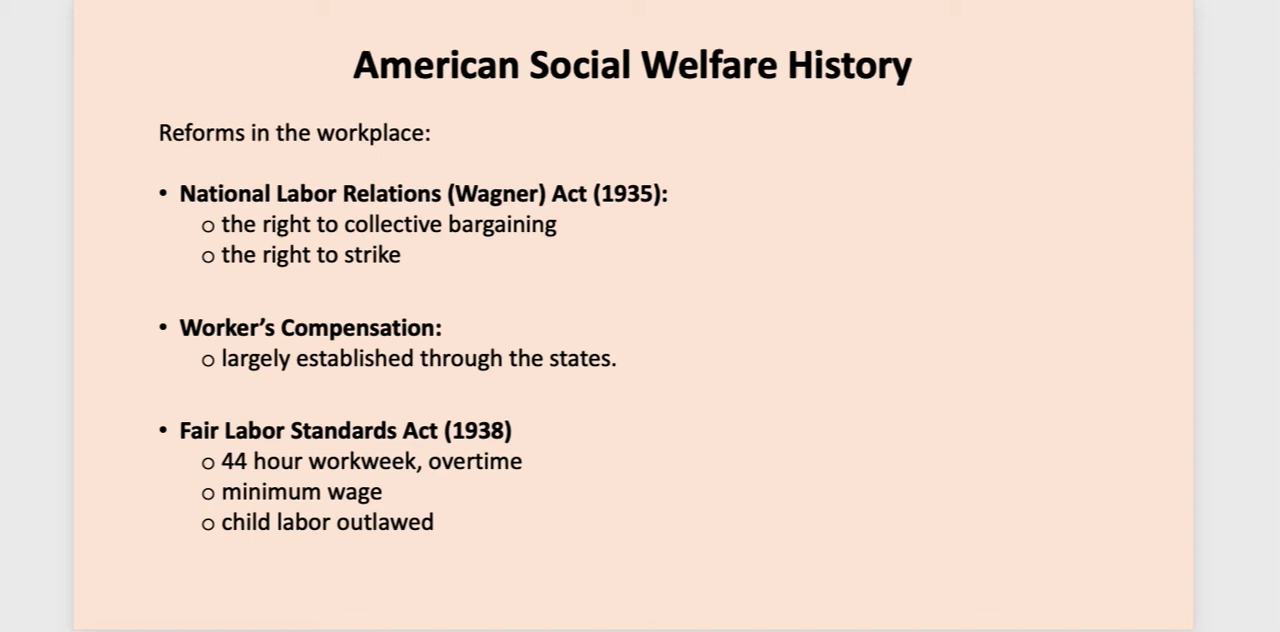 American Social Welfare History
Reforms in the workplace:
• National Labor Relations (Wagner) Act (1935):
o the right to collective bargaining
o the right to strike
• Worker’s Compensation:
o largely established through the states.
• Fair Labor Standards Act (1938)
o 44 hour workweek, overtime
o minimum wage
o child labor outlawed